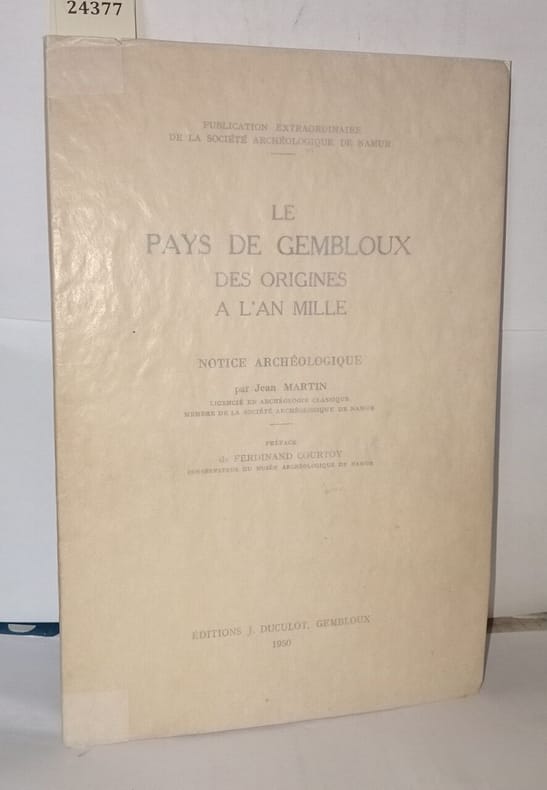 24377
PUBLICATION EXTRAORDINAIRE
DE LA SOCIÉTÉ ARCHÉOLOGIQUE DE NAMUR
LE
PAYS DE GEMBLOUX
DES ORIGINES
A L'AN MILLE
NOTICE ARCHÉOLOGIQUE
par Jean MARTIN
LICENCIÉ EN ARCHÉOLOGIE CLASSIQUE
MEMBRE DE LA SOCIÉTÉ ARCHÉOLOGIQUE DE NAMUR
PRÉFACE
de FERDINAND COURTOY
CONSERVATEUR DU MUSÉE ARCHÉOLOGIQUE DE NAMUR
ÉDITIONS J. DUCULOT, GEMBLOUX
1950